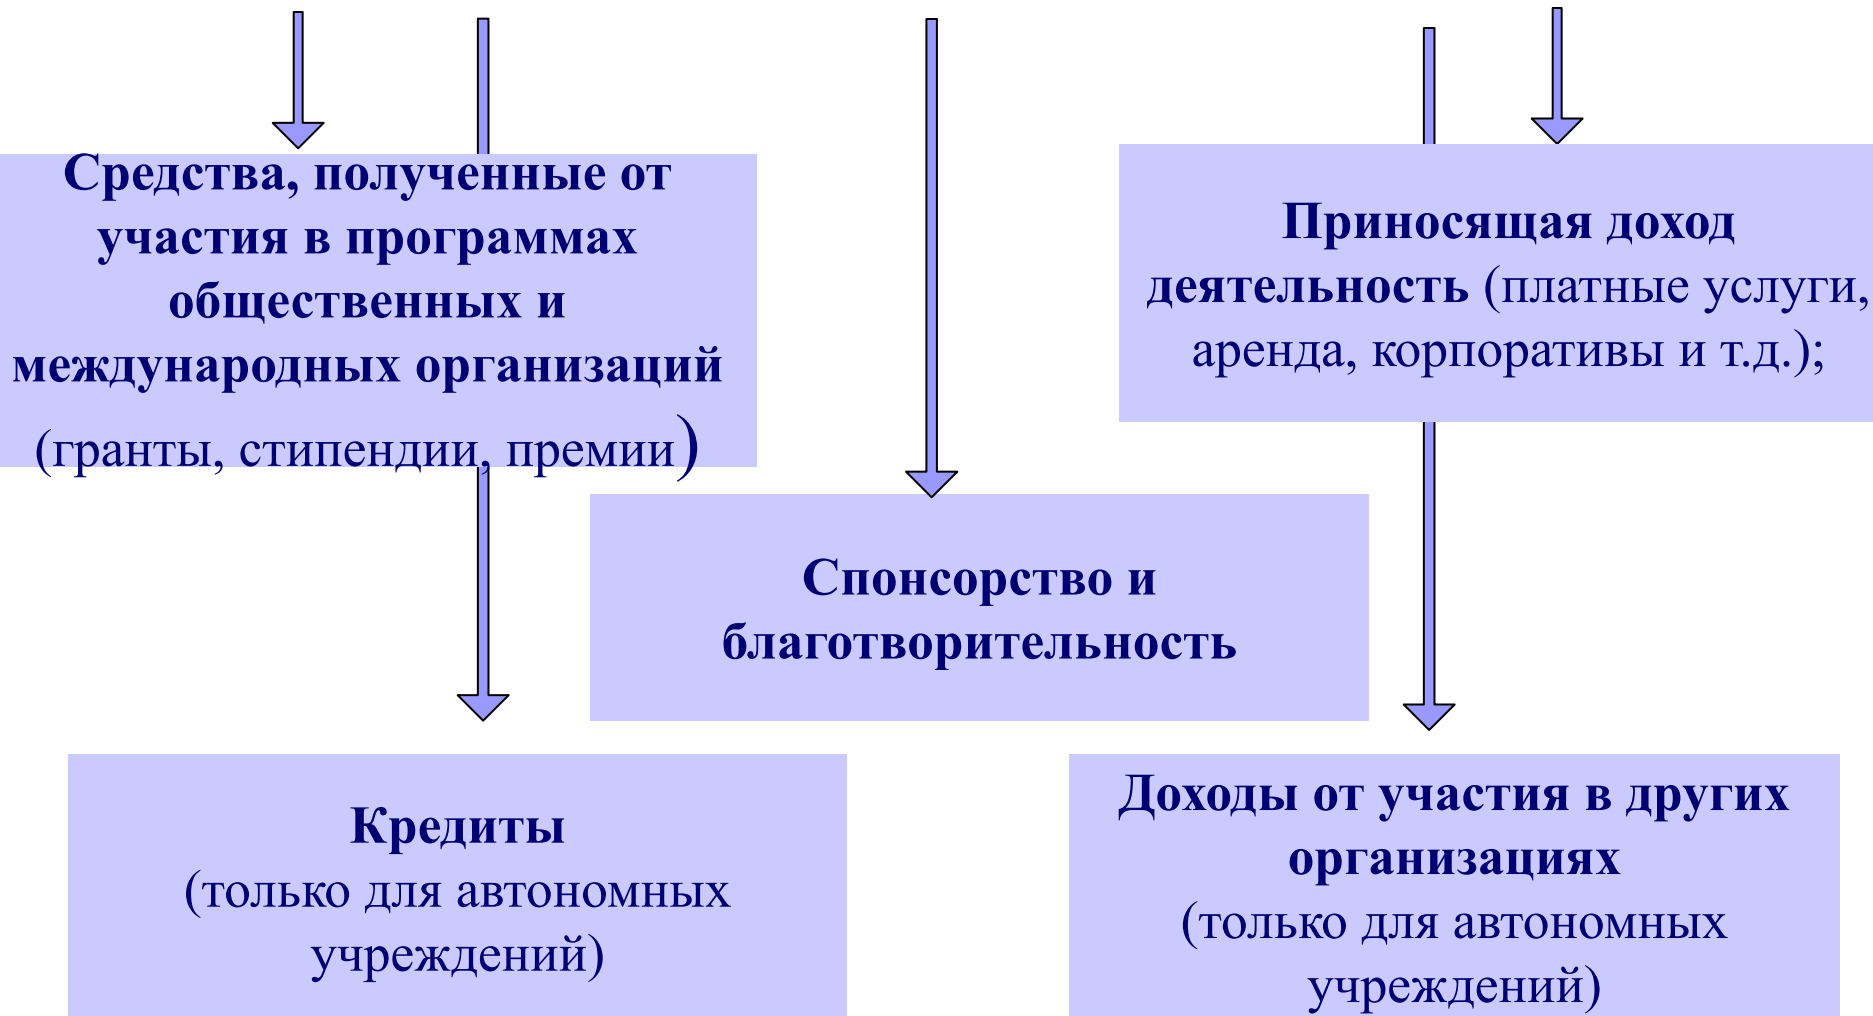 Средства, полученные от
участия в программах
общественных и
международных организаций
(гранты, стипендии, премии)
Приносящая доход
деятельность (платные услуги,
аренда, корпоративы и т.д.);
Спонсорство и
благотворительность
Кредиты
(только для автономных
учреждений)
Доходы от участия в других
организациях
(только для автономных
учреждений)